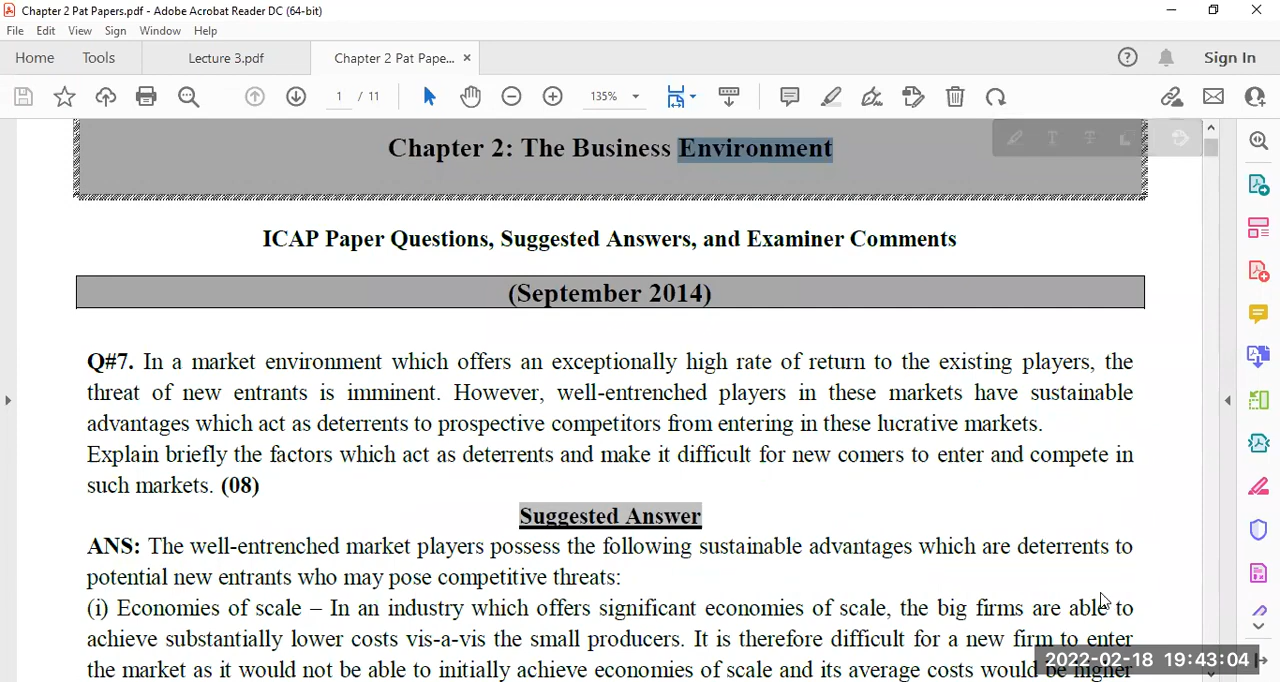 Chapter 2 Pat Papers.pdf - Adobe Acrobat Reader DC (64-bit)
File Edit View Sign Window Help
Home Tools Lecture 3.pdf Chapter 2 Pat Pape... × Sign In
1 / 11 135%
Chapter 2: The Business Environment
ICAP Paper Questions, Suggested Answers, and Examiner Comments
(September 2014)
Q#7. In a market environment which offers an exceptionally high rate of return to the existing players, the
threat of new entrants is imminent. However, well-entrenched players in these markets have sustainable
advantages which act as deterrents to prospective competitors from entering in these lucrative markets.
Explain briefly the factors which act as deterrents and make it difficult for new comers to enter and compete in
such markets. (08)
Suggested Answer
ANS: The well-entrenched market players possess the following sustainable advantages which are deterrents to
potential new entrants who may pose competitive threats:
(i) Economies of scale – In an industry which offers significant economies of scale, the big firms are able to
achieve substantially lower costs vis-a-vis the small producers. It is therefore difficult for a new firm to enter
the market as it would not be able to initially achieve economies of scale and its average costs would be higher
2022-02-18 19:43:04